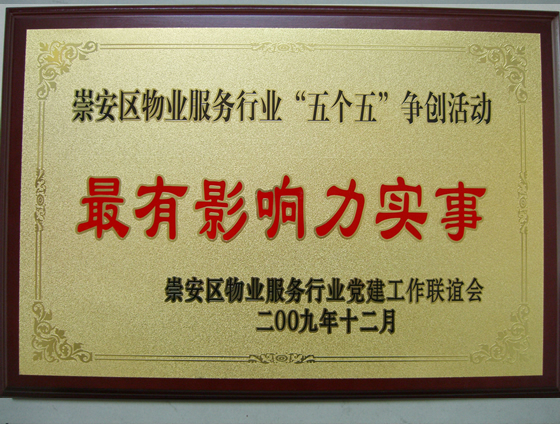 崇安区物业服务行业“五个五”争创活动
最有影响力实事
崇安区物业服务行业党建工作联谊会
二00九年十二月